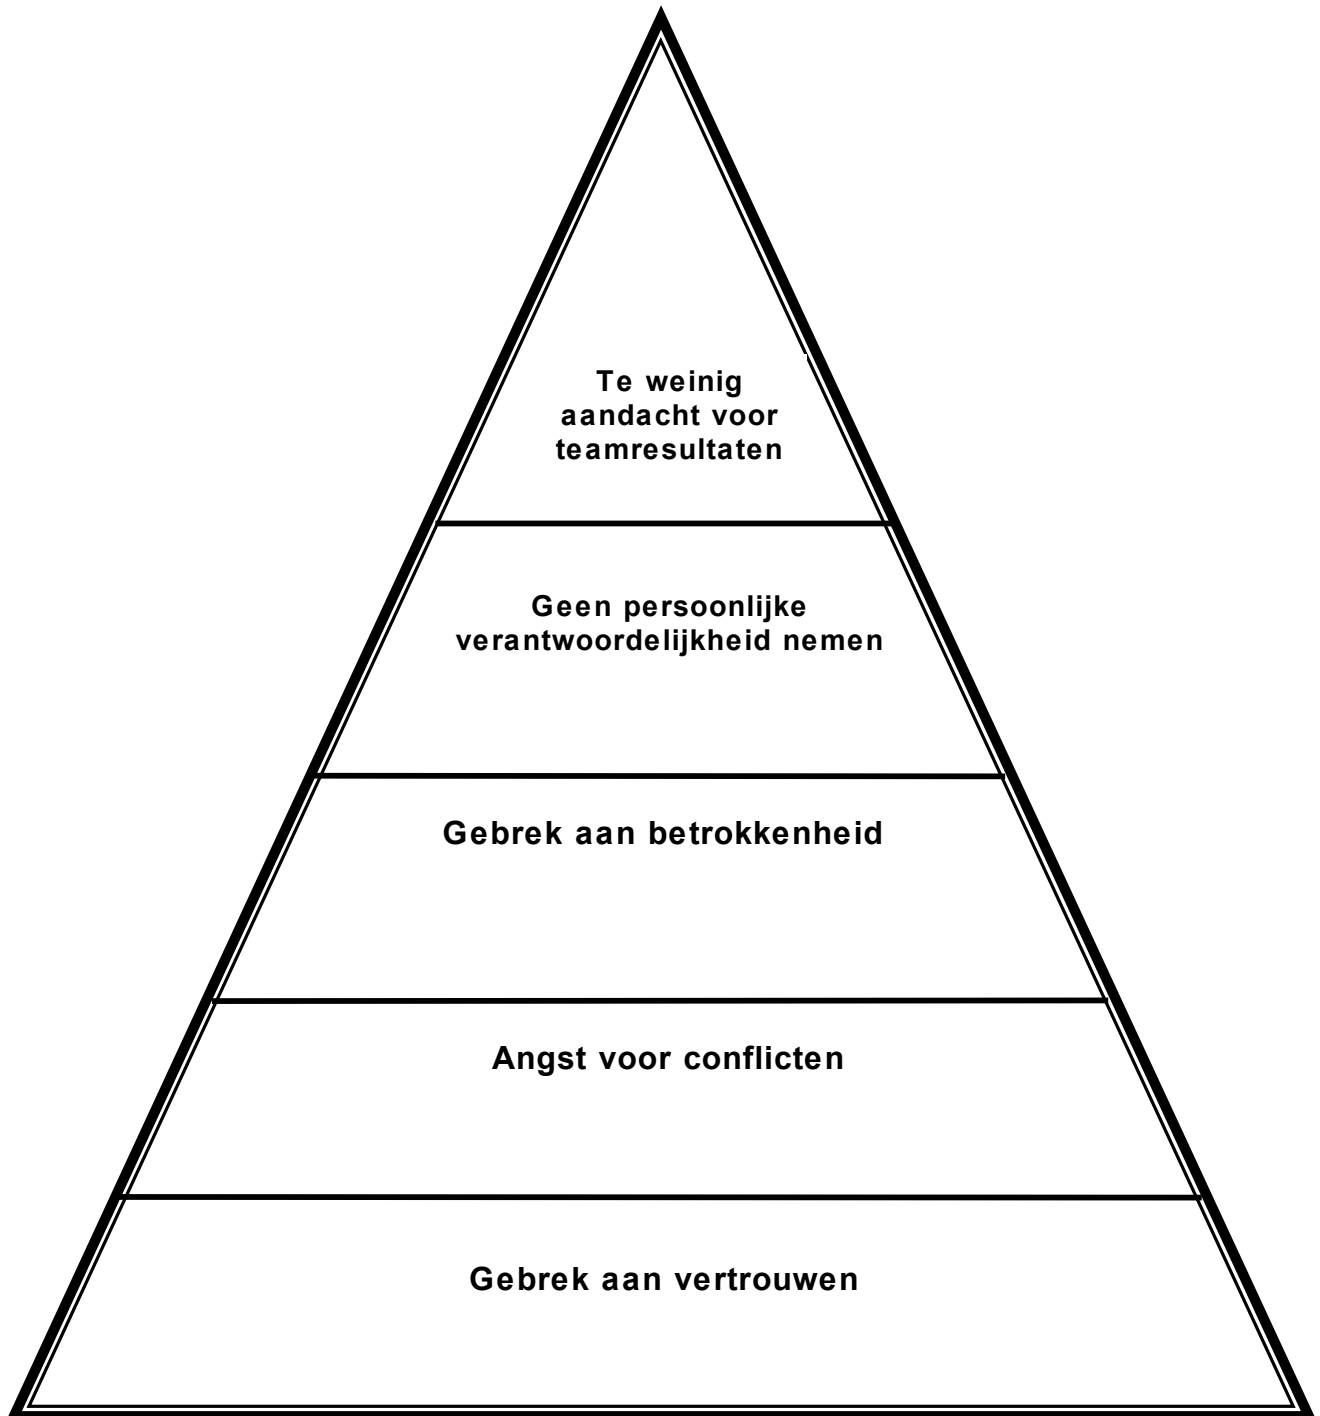 Te weinig
aandacht voor
teamresultaten
Geen persoonlijke
verantwoordelijkheid nemen
Gebrek aan betrokkenheid
Angst voor conflicten
Gebrek aan vertrouwen